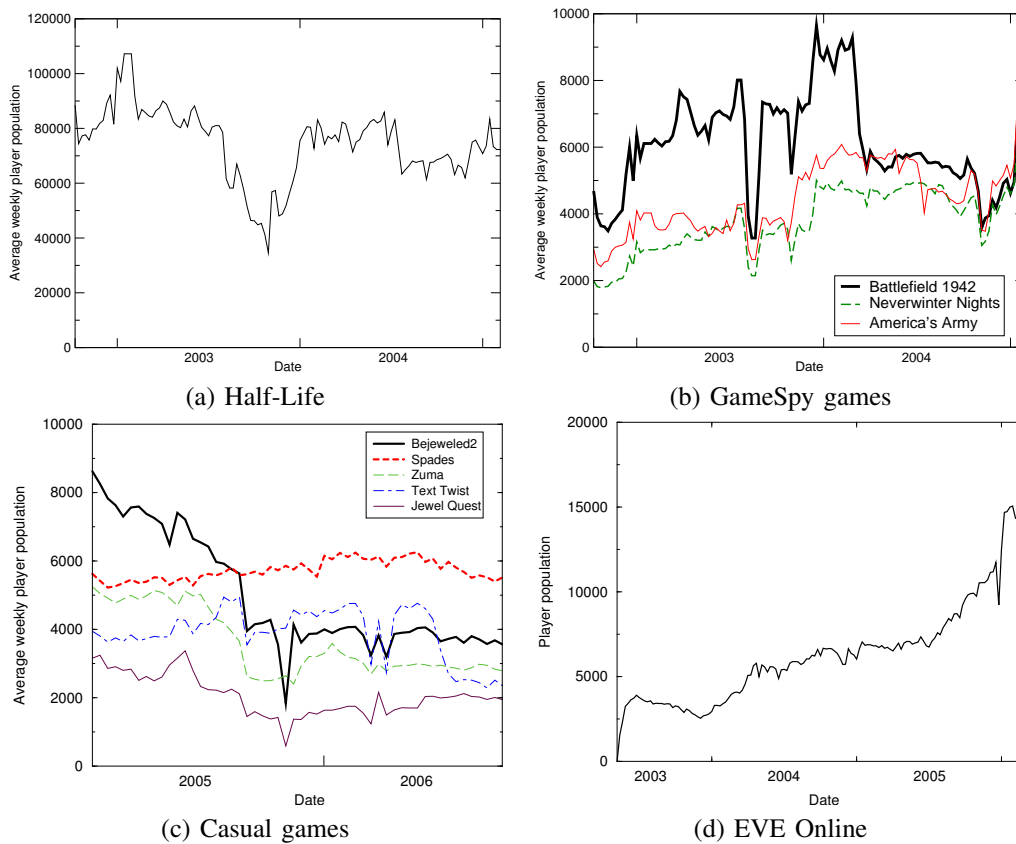 120000
100000
80000
60000
40000
20000
0
Average weekly player population
2003
2004
Date
(a) Half-Life
10000
8000
6000
4000
2000
0
Average weekly player population
Battlefield 1942
Neverwinter Nights
America's Army
2003
2004
Date
(b) GameSpy games
10000
8000
6000
4000
2000
0
Average weekly player population
Bejeweled2
Spades
Zuma
Text Twist
Jewel Quest
2005
2006
Date
(c) Casual games
20000
15000
10000
5000
0
Player population
2003
2004
2005
Date
(d) EVE Online